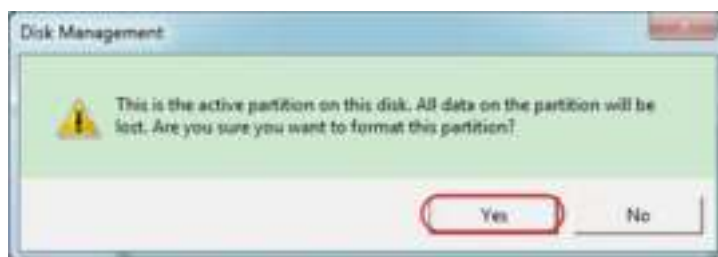 Disk Management
This is the active partition on this disk. All data on the partition will be
lost. Are you sure you want to format this partition?
Yes
No